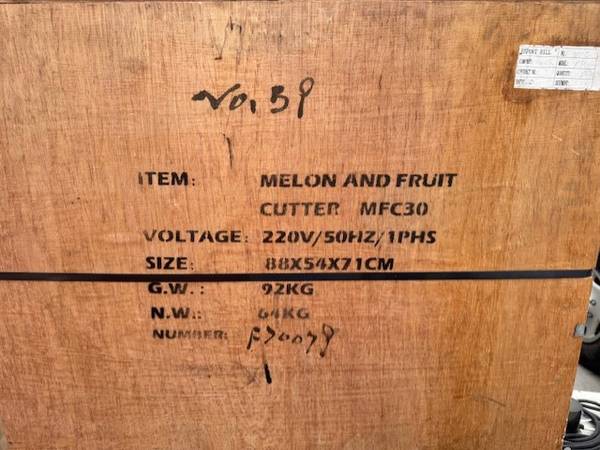 No. 39
ITEM: MELON AND FRUIT
CUTTER MFC30
VOLTAGE: 220V/50HZ/1PHS
SIZE: 88X54X71CM
G.W.: 92KG
N.W.: 64KG
NUMBER: